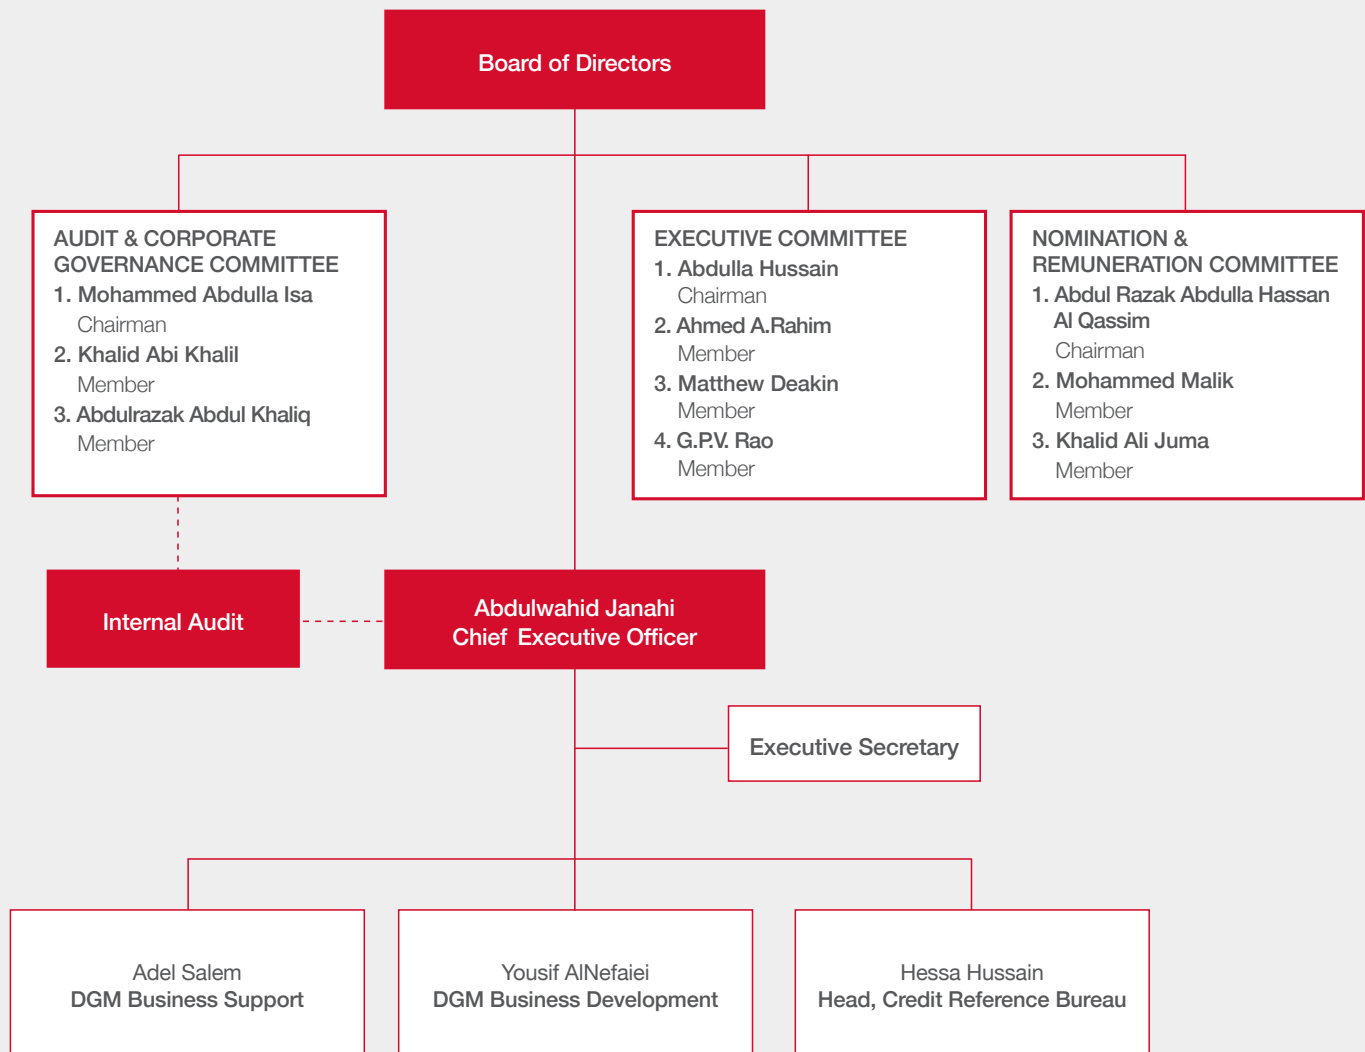 Board of Directors
AUDIT & CORPORATE
GOVERNANCE COMMITTEE
1. Mohammed Abdulla Isa
Chairman
2. Khalid Abi Khalil
Member
3. Abdulrazak Abdul Khaliq
Member
EXECUTIVE COMMITTEE
1. Abdulla Hussain
Chairman
2. Ahmed A.Rahim
Member
3. Matthew Deakin
Member
4. G.P.V. Rao
Member
NOMINATION &
REMUNERATION COMMITTEE
1. Abdul Razak Abdulla Hassan
Al Qassim
Chairman
2. Mohammed Malik
Member
3. Khalid Ali Juma
Member
Internal Audit
Abdulwahid Janahi
Chief Executive Officer
Executive Secretary
Adel Salem
DGM Business Support
Yousif AlNefaiei
DGM Business Development
Hessa Hussain
Head, Credit Reference Bureau